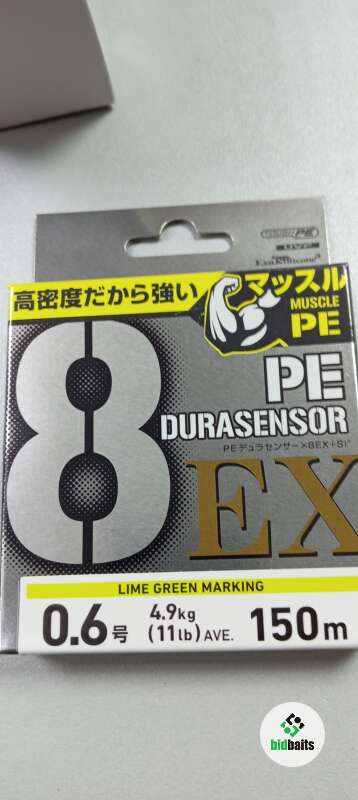 UVF
高密度だから強い
マッスル
MUSCLE
PE
8
PE
DURASENSOR
PEデュラセンサー×8EX+Si²
EX
LIME GREEN MARKING
0.6号
4.9kg
(11lb) AVE.
150m
bidbaits